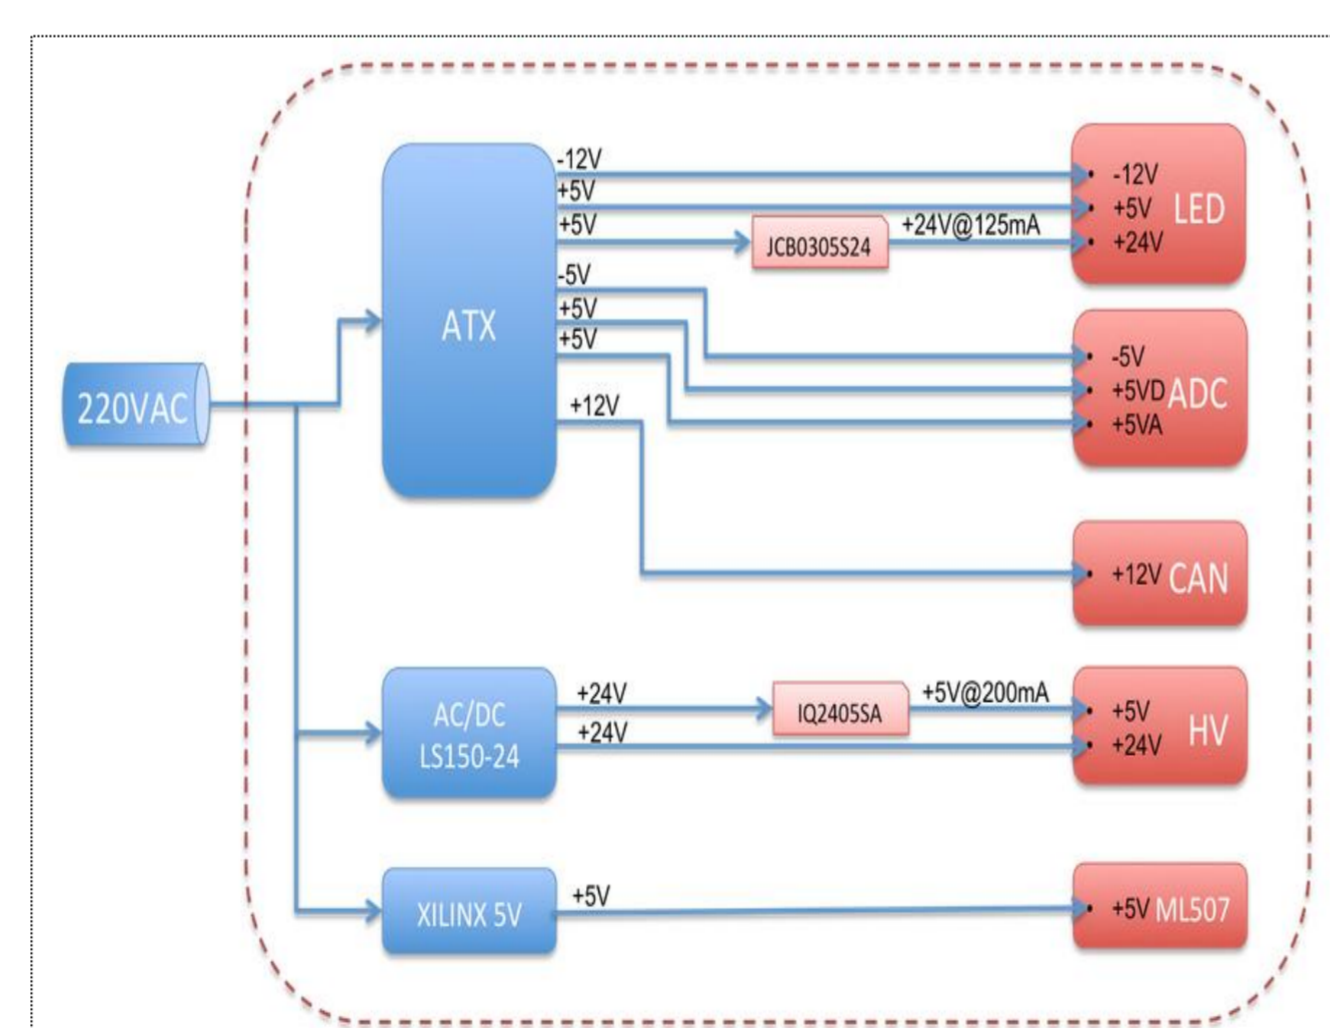 220VAC
ATX
-12V
+5V
+5V
-5V
+5V
+5V
+12V
JCB0305S24
+24V@125mA
-12V
+5V
+24V
LED
-5V
+5VD
+5VA
ADC
+12V
CAN
AC/DC
LS150-24
+24V
+24V
IQ2405SA
+5V@200mA
+5V
+24V
HV
XILINX 5V
+5V
+5V
ML507